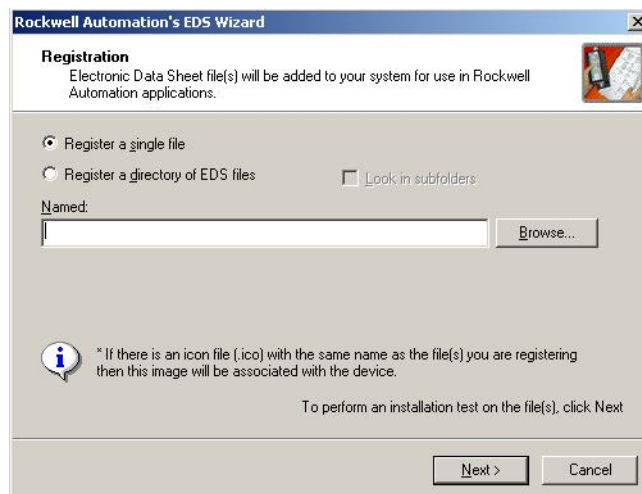 Rockwell Automation's EDS Wizard
Registration
Electronic Data Sheet file(s) will be added to your system for use in Rockwell
Automation applications.
Register a single file
Register a directory of EDS files
Look in subfolders
Named:
Browse...
* If there is an icon file (.ico) with the same name as the file(s) you are registering
then this image will be associated with the device.
To perform an installation test on the file(s), click Next
Next >
Cancel